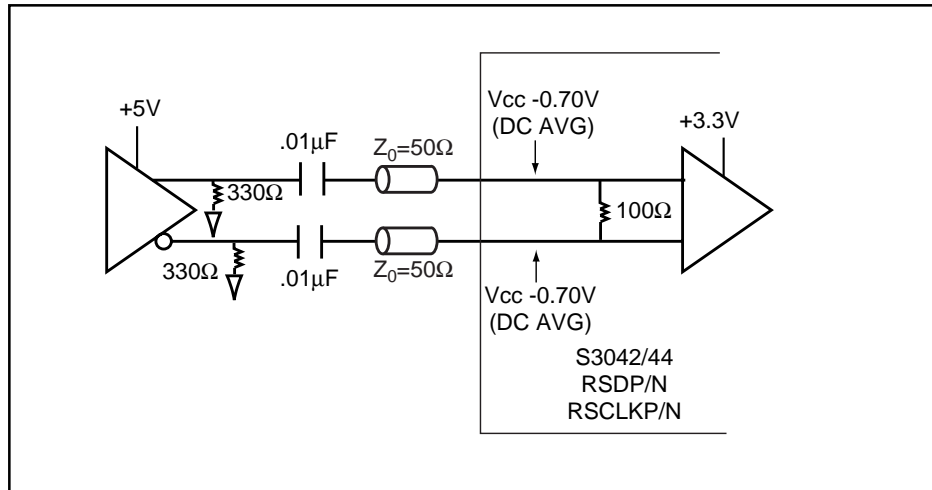 +5V
.01µF
Z₀=50Ω
Vcc -0.70V
(DC AVG)
+3.3V
330Ω
100Ω
330Ω
.01µF
Z₀=50Ω
Vcc -0.70V
(DC AVG)
S3042/44
RSDP/N
RSCLKP/N